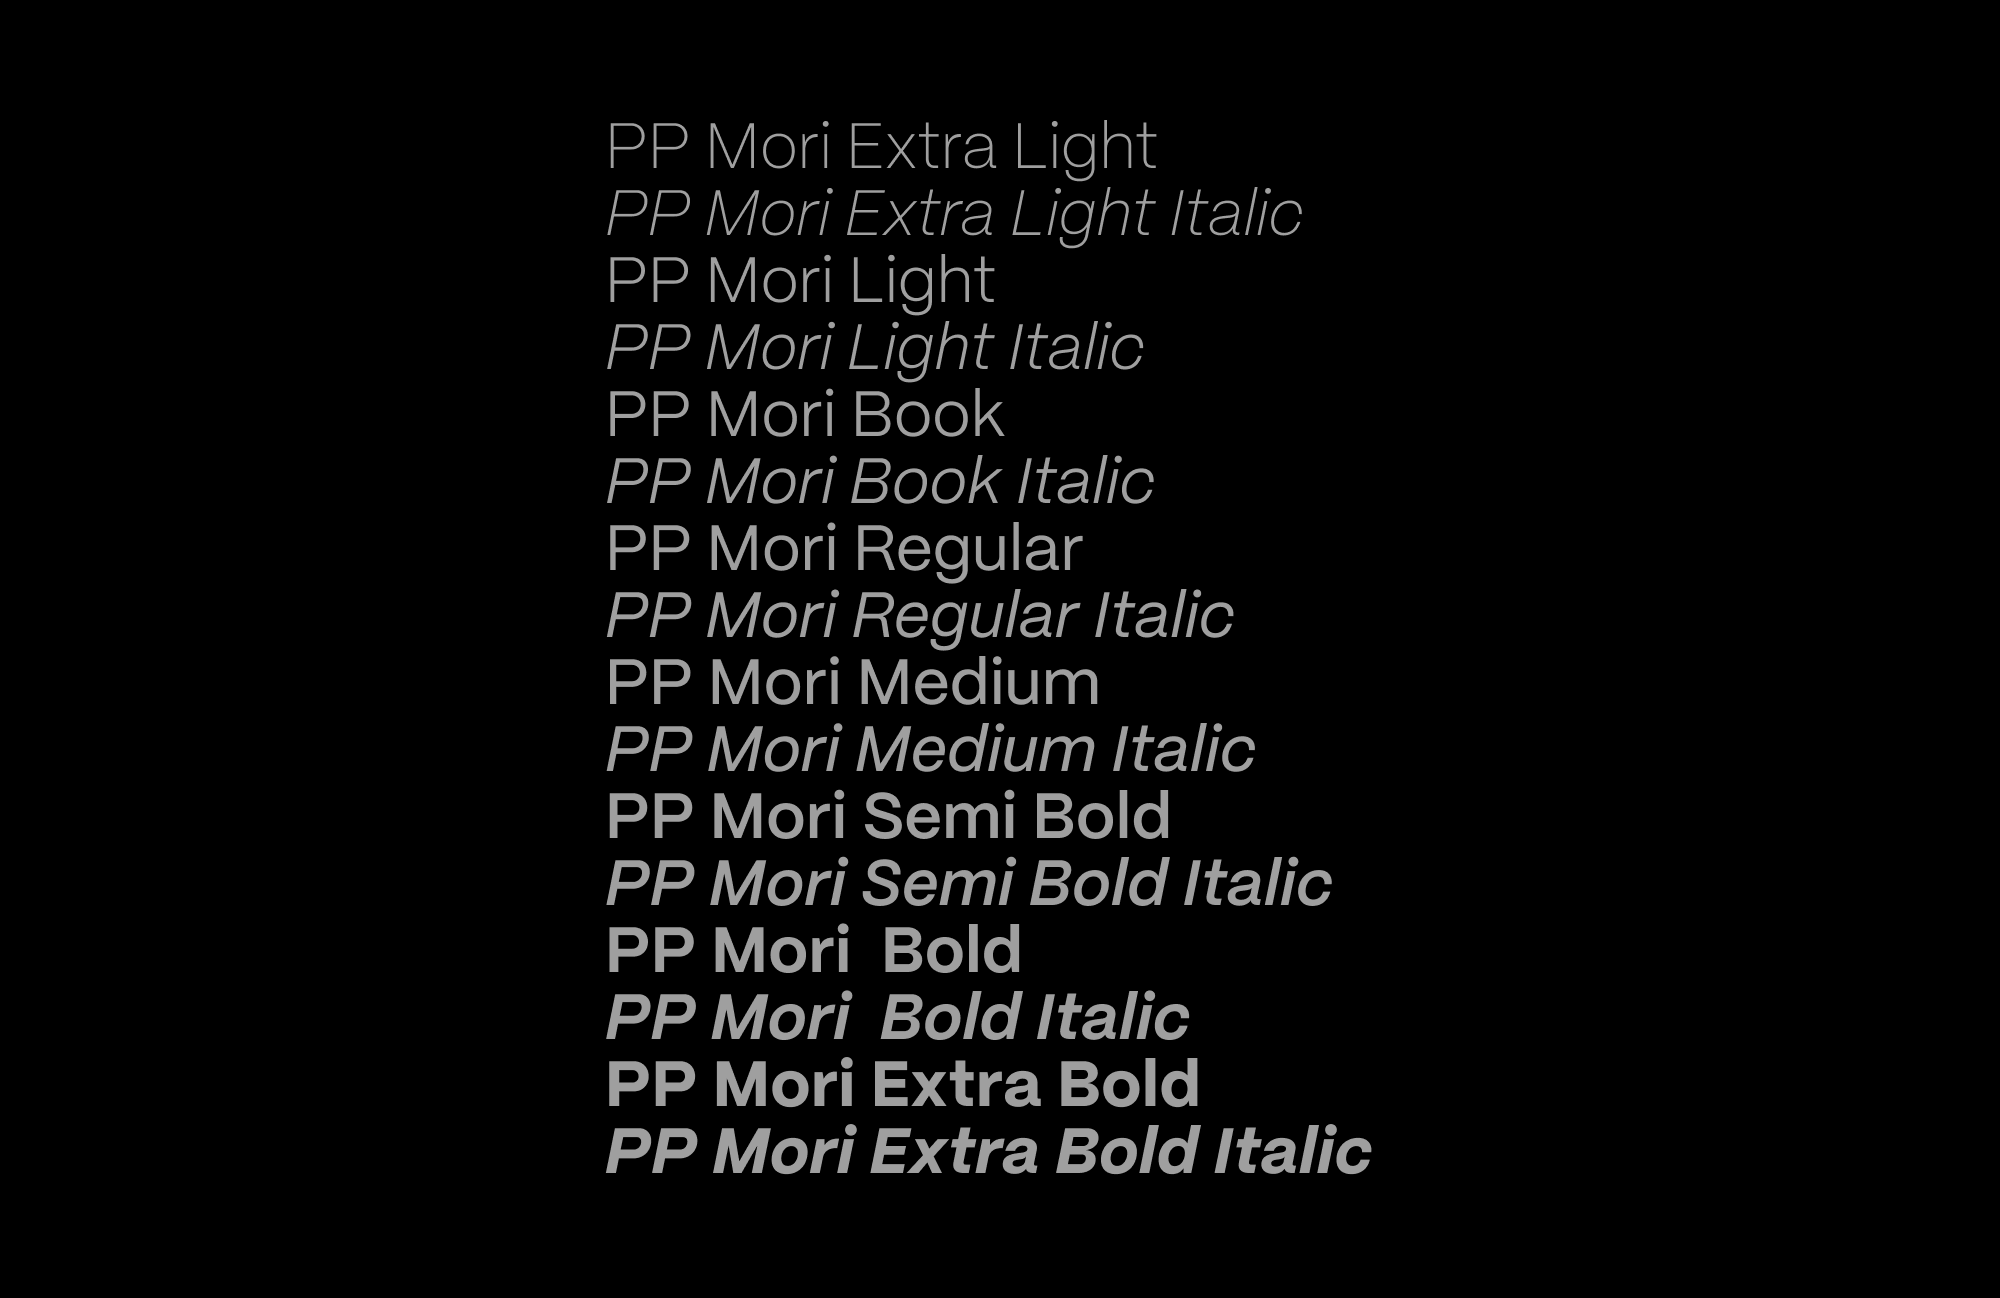 PP Mori Extra Light
PP Mori Extra Light Italic
PP Mori Light
PP Mori Light Italic
PP Mori Book
PP Mori Book Italic
PP Mori Regular
PP Mori Regular Italic
PP Mori Medium
PP Mori Medium Italic
PP Mori Semi Bold
PP Mori Semi Bold Italic
PP Mori  Bold
PP Mori  Bold Italic
PP Mori Extra Bold
PP Mori Extra Bold Italic